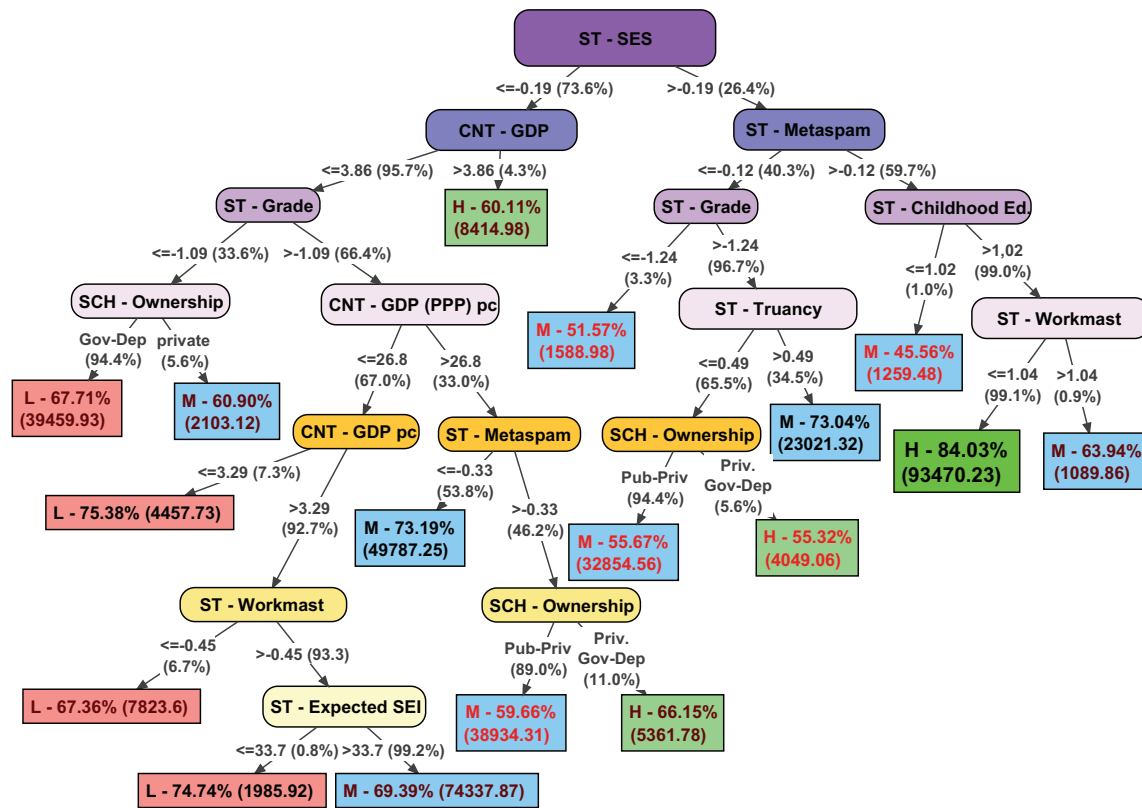 ST - SES
<=-0.19 (73.6%)
>-0.19 (26.4%)
CNT - GDP
ST - Metaspam
<=3.86 (95.7%)
>3.86 (4.3%)
<=-0.12 (40.3%)
>-0.12 (59.7%)
ST - Grade
H - 60.11%
(8414.98)
ST - Grade
ST - Childhood Ed.
<=-1.09 (33.6%)
>-1.09 (66.4%)
<=-1.24
(3.3%)
>-1.24
(96.7%)
<=1.02
(1.0%)
>1,02
(99.0%)
SCH - Ownership
CNT - GDP (PPP) pc
M - 51.57%
(1588.98)
ST - Truancy
M - 45.56%
(1259.48)
ST - Workmast
Gov-Dep
(94.4%)
private
(5.6%)
<=26.8
(67.0%)
>26.8
(33.0%)
<=0.49
(65.5%)
>0.49
(34.5%)
<=1.04
(99.1%)
>1.04
(0.9%)
L - 67.71%
(39459.93)
M - 60.90%
(2103.12)
CNT - GDP pc
ST - Metaspam
SCH - Ownership
M - 73.04%
(23021.32)
H - 84.03%
(93470.23)
M - 63.94%
(1089.86)
<=3.29 (7.3%)
>3.29
(92.7%)
<=-0.33
(53.8%)
>-0.33
(46.2%)
Pub-Priv
(94.4%)
Priv.
Gov-Dep
(5.6%)
L - 75.38% (4457.73)
M - 73.19%
(49787.25)
M - 55.67%
(32854.56)
H - 55.32%
(4049.06)
ST - Workmast
SCH - Ownership
<=-0.45
(6.7%)
>-0.45 (93.3)
Pub-Priv
(89.0%)
Priv.
Gov-Dep
(11.0%)
L - 67.36% (7823.6)
ST - Expected SEI
M - 59.66%
(38934.31)
H - 66.15%
(5361.78)
<=33.7 (0.8%)
>33.7 (99.2%)
L - 74.74% (1985.92)
M - 69.39% (74337.87)